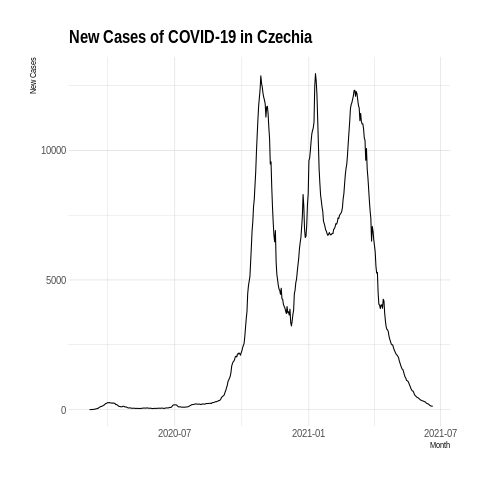 New Cases of COVID-19 in Czechia
New Cases
10000
5000
0
2020-07
2021-01
2021-07
Month